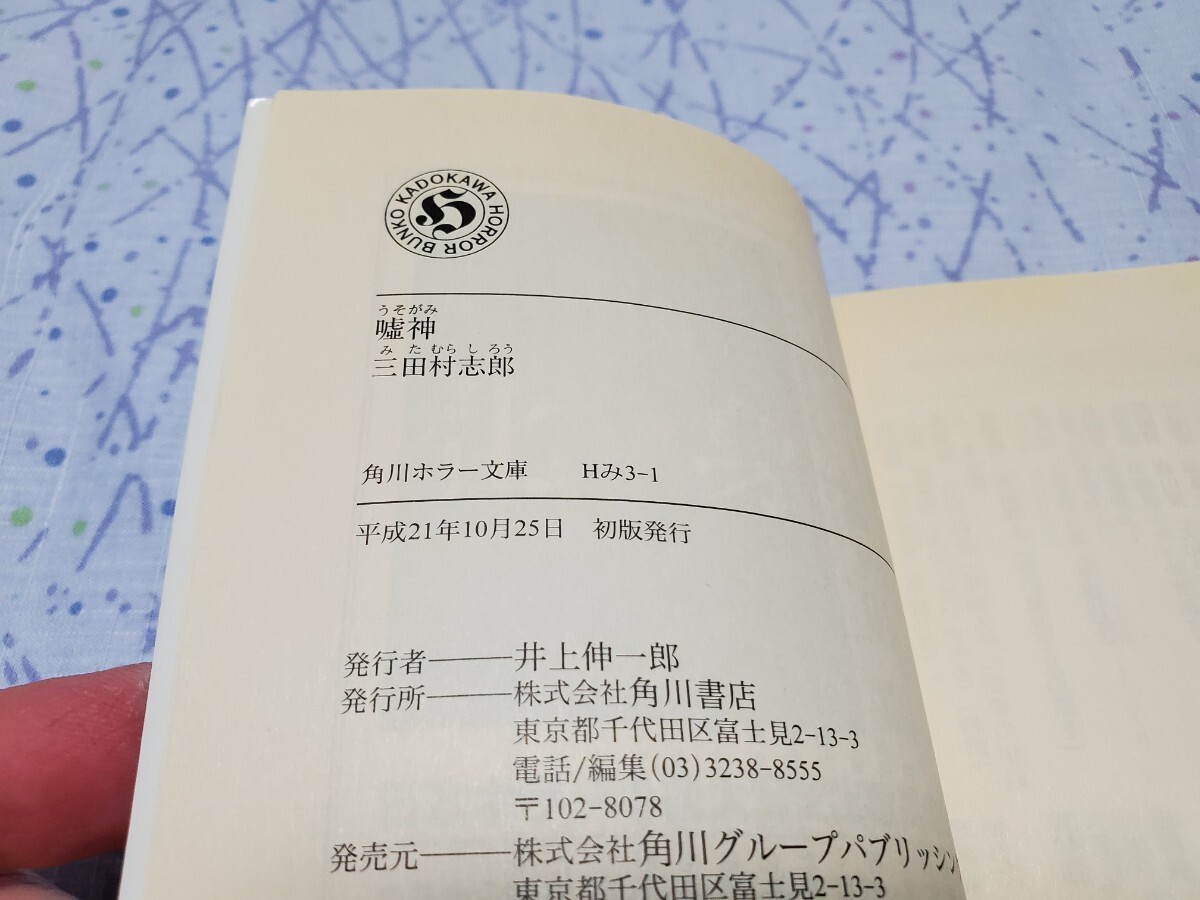 KADOKAWA HORROR BUNKO
H
うそがみ
嘘神
み た むら し ろう
三田村志郎
角川ホラー文庫 Hみ3-1
平成21年10月25日 初版発行
発行者――井上伸一郎
発行所――株式会社角川書店
東京都千代田区富士見2-13-3
電話/編集(03)3238-8555
〒102-8078
発売元――株式会社角川グループパブリッシン
東京都千代田区富士見2-13-3